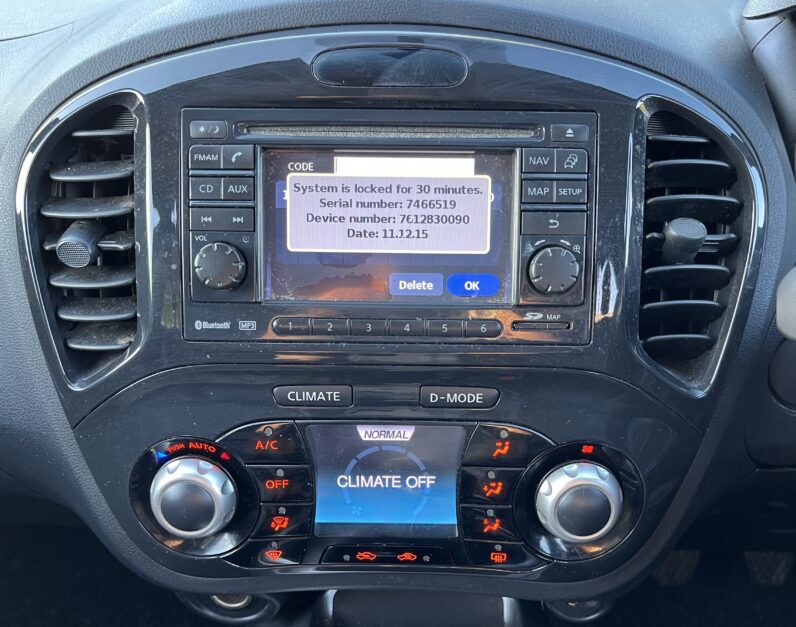 FM·AM
CD AUX
VOL
Bluetooth MP3
CODE
System is locked for 30 minutes.
Serial number: 7466519
Device number: 7612830090
Date: 11.12.15
Delete OK
1 2 3 4 5 6
NAV
MAP SETUP
SD MAP
CLIMATE D-MODE
AUTO
A/C
OFF
NORMAL
CLIMATE OFF